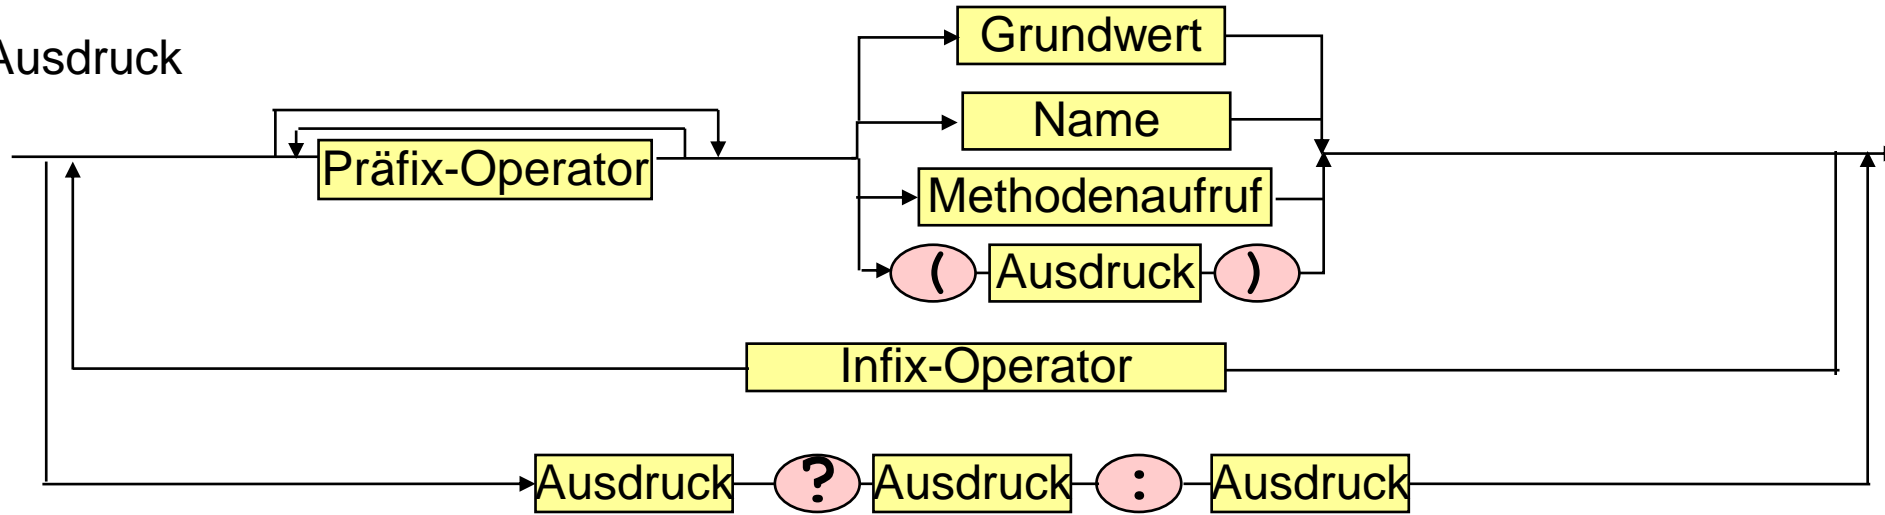 Ausdruck
Grundwert
Name
Präfix-Operator
Methodenaufruf
( Ausdruck )
Infix-Operator
Ausdruck ? Ausdruck : Ausdruck